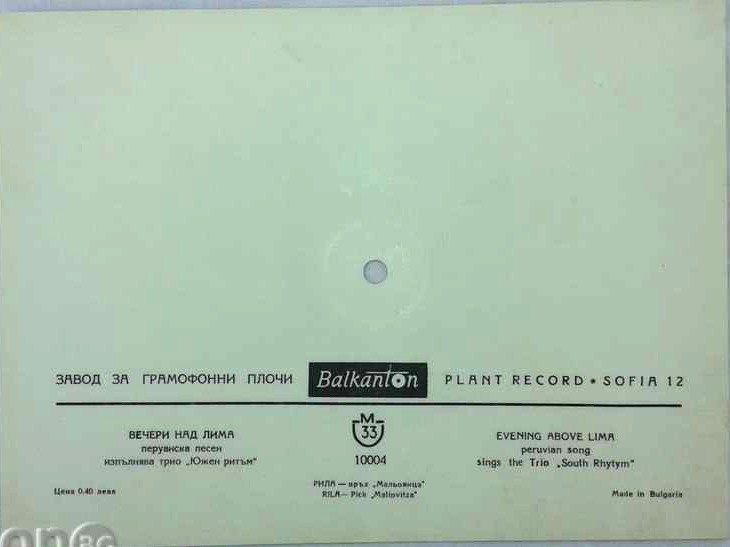 ЗАВОД ЗА ГРАМОФОННИ ПЛОЧИ Balkanton PLANT RECORD • SOFIA 12
ВЕЧЕРИ НАД ЛИМА
перуанска песен
изпълнява трио „Южен ритъм“
Цена 0.40 лева
M
33
10004
РИЛА — връх „Мальовица“
RILA — Pick „Maliovitza“
EVENING ABOVE LIMA
peruvian song
sings the Trio „South Rhytym“
Made in Bulgaria